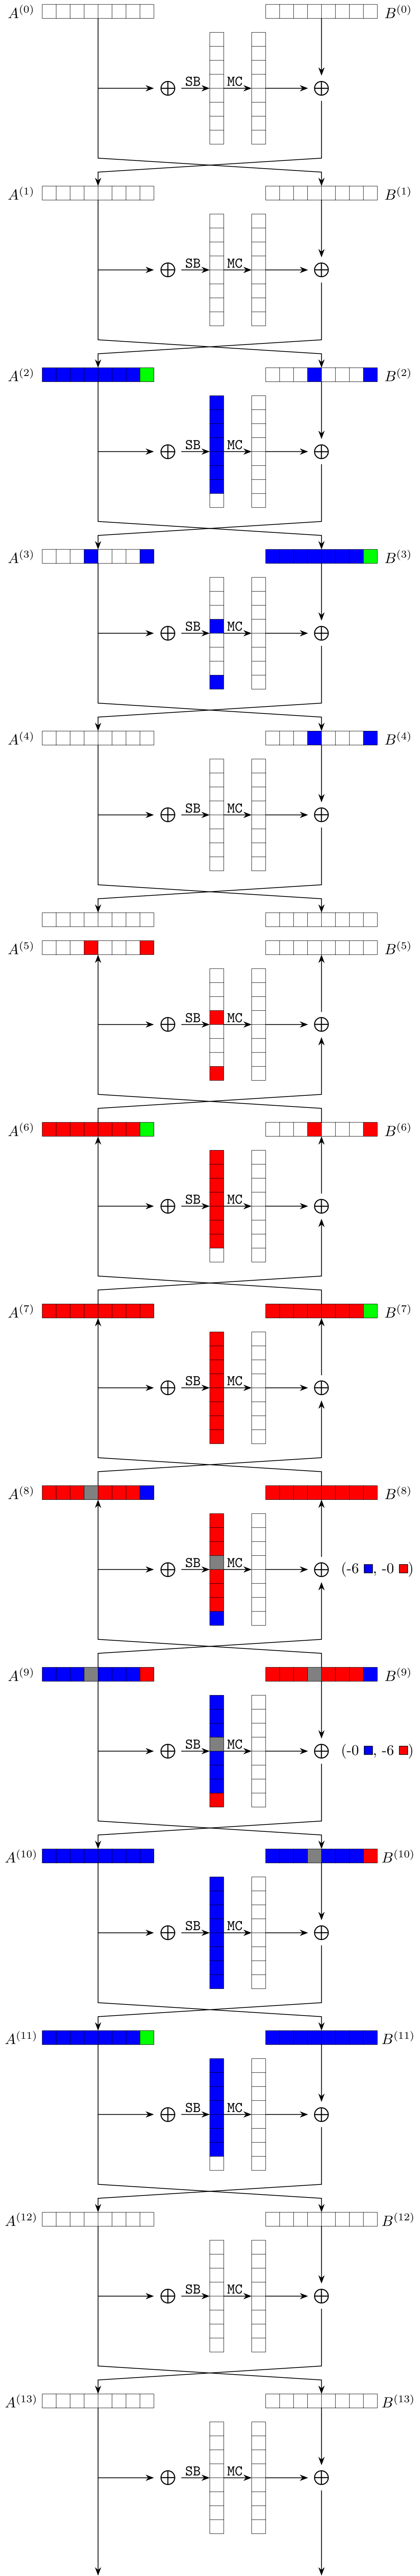 A^(0) B^(0)
SB MC
A^(1) B^(1)
SB MC
A^(2) B^(2)
SB MC
A^(3) B^(3)
SB MC
A^(4) B^(4)
SB MC
A^(5) B^(5)
SB MC
A^(6) B^(6)
SB MC
A^(7) B^(7)
SB MC
A^(8) B^(8)
SB MC (-6 ■, -0 ■)
A^(9) B^(9)
SB MC (-0 ■, -6 ■)
A^(10) B^(10)
SB MC
A^(11) B^(11)
SB MC
A^(12) B^(12)
SB MC
A^(13) B^(13)
SB MC